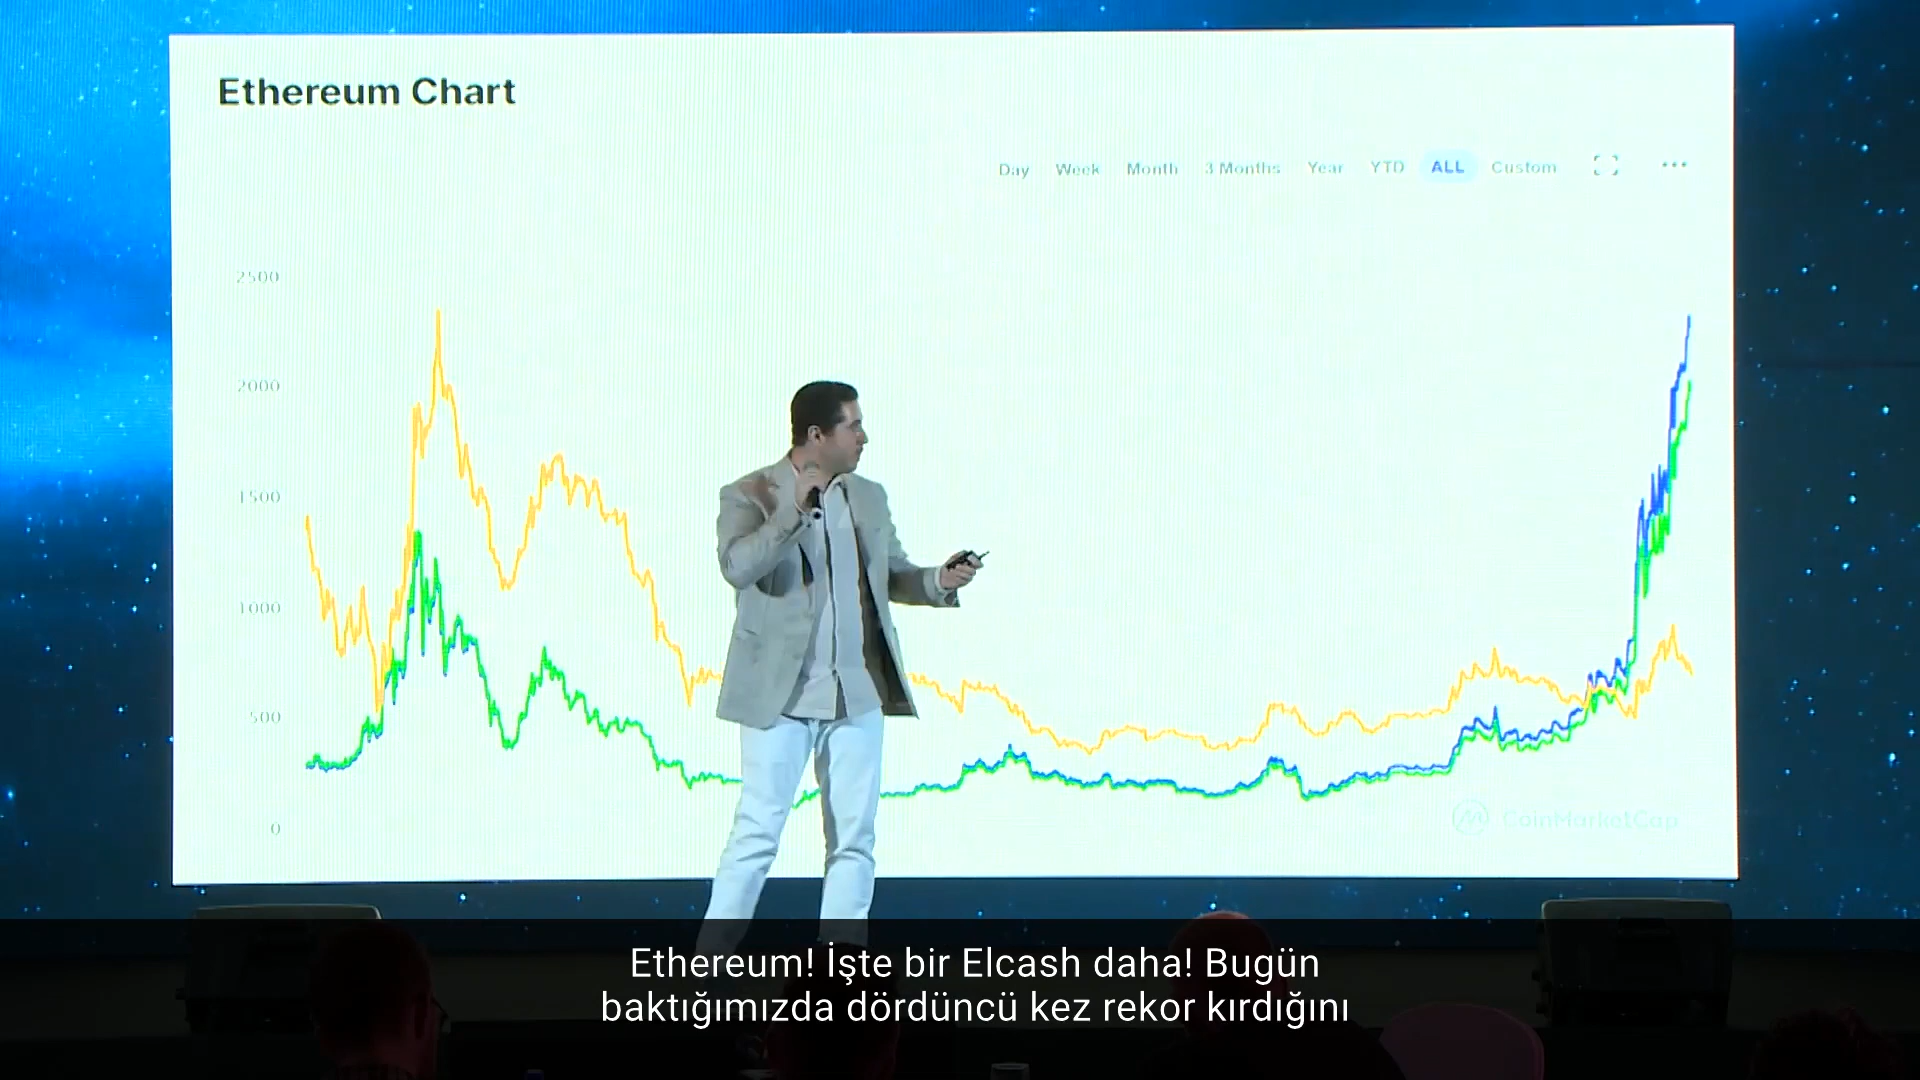 Ethereum Chart
Day Week Month 3 Months Year YTD ALL Custom
2500
2000
1500
1000
500
0
CoinMarketCap
Ethereum! İşte bir Elcash daha! Bugün
baktığımızda dördüncü kez rekor kırdığını